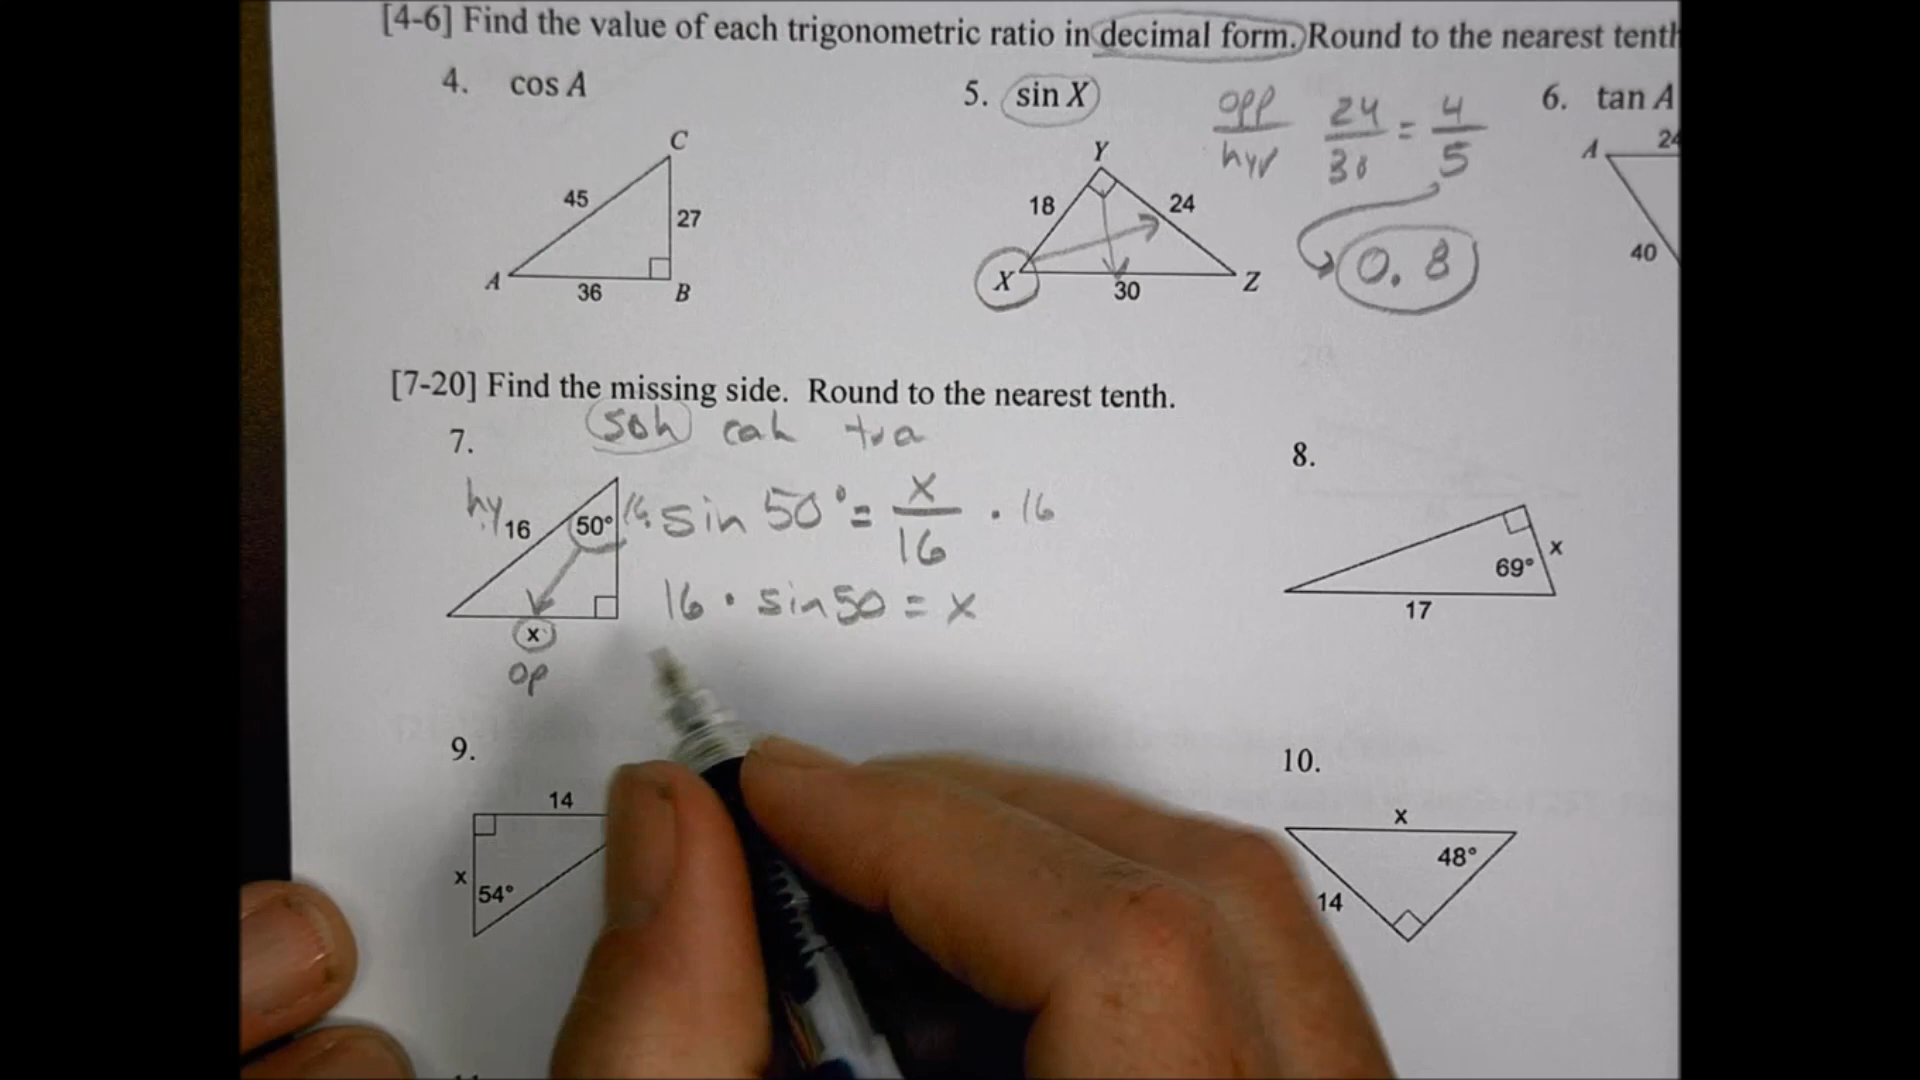 [4-6] Find the value of each trigonometric ratio in decimal form. Round to the nearest tenth
4. cos A
5. sin X
opp
hyp
24
30
=
4
5
6. tan A
C
45
27
A
36
B
Y
18
24
X
30
Z
0.8
A
24
40
[7-20] Find the missing side. Round to the nearest tenth.
soh cah toa
7.
hy 16
50°
x
op
16. sin 50° = x/16 · 16
16 · sin 50 = x
8.
x
69°
17
9.
14
x
54°
10.
x
48°
14